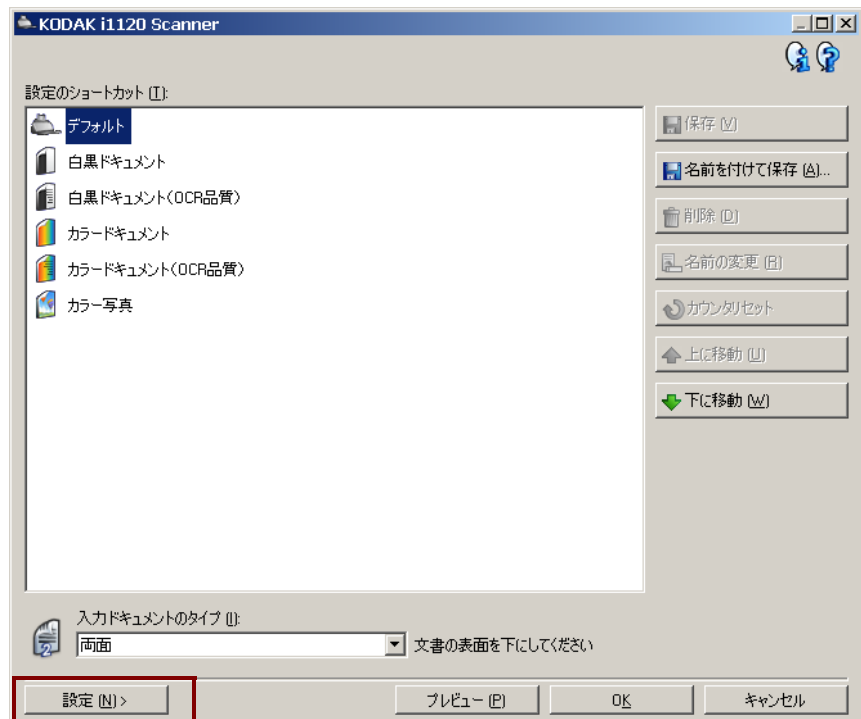 KODAK i1120 Scanner
設定のショートカット (T):
デフォルト
白黒ドキュメント
白黒ドキュメント(OCR品質)
カラードキュメント
カラードキュメント(OCR品質)
カラー写真
保存 (V)
名前を付けて保存 (A)...
削除 (D)
名前の変更 (R)
カウンタリセット
上に移動 (U)
下に移動 (W)
入力ドキュメントのタイプ (I):
2
両面
文書の表面を下にしてください
設定 (N) >
プレビュー (P)
OK
キャンセル